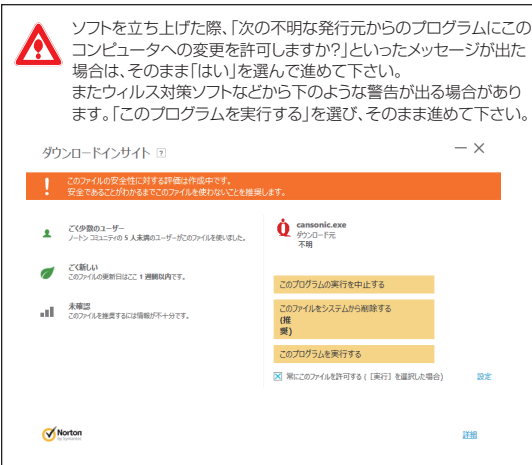 ソフトを立ち上げた際、「次の不明な発行元からのプログラムにこの
コンピュータへの変更を許可しますか?」といったメッセージが出た
場合は、そのまま「はい」を選んで進めて下さい。
またウィルス対策ソフトなどから下のような警告が出る場合があり
ます。「このプログラムを実行する」を選び、そのまま進めて下さい。
ダウンロードインサイト ?
このファイルの安全性に対する評価は作成中です。
安全であることがわかるまでこのファイルを使わないことを推奨します。
ごく少数のユーザー
ノートン コミュニティの 5 人未満のユーザーがこのファイルを使いました。
ごく新しい
このファイルの更新日はここ 1 週間以内です。
未確認
このファイルを推奨するには情報が不十分です。
cansonic.exe
ダウンロード元
不明
このプログラムの実行を中止する
このファイルをシステムから削除する
(推
奨)
このプログラムを実行する
常にこのファイルを許可する (［実行］を選択した場合)
設定
Norton
by Symantec
詳細